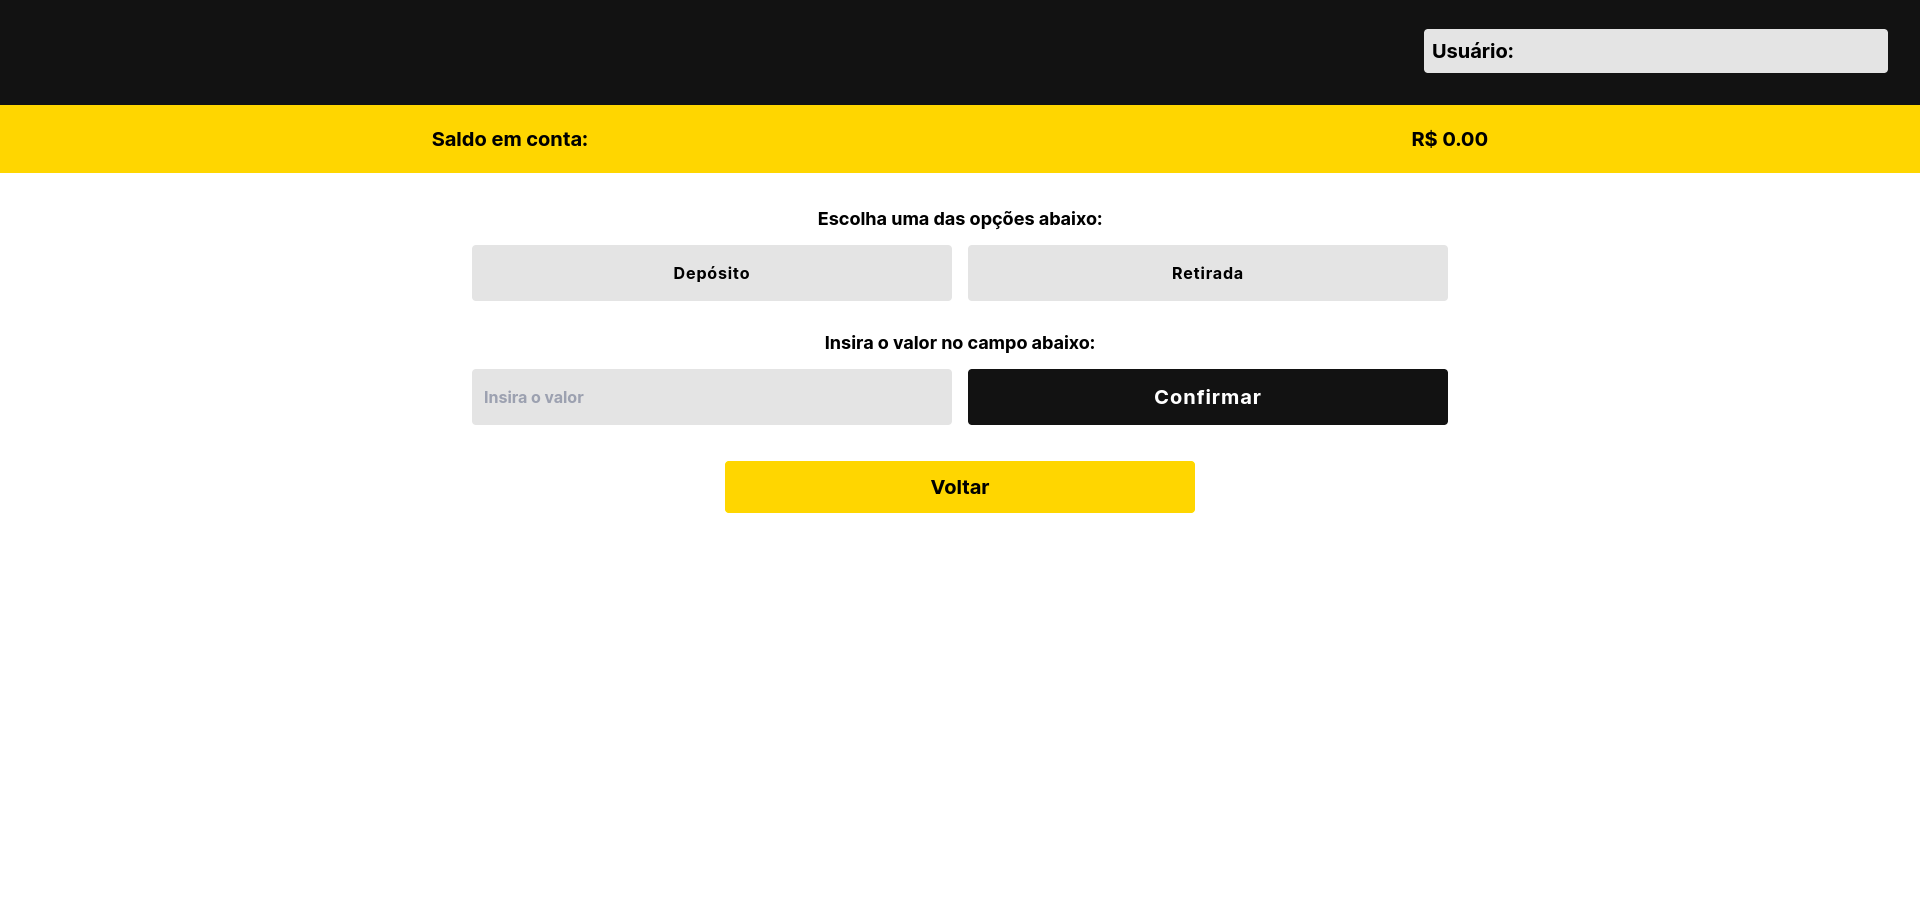 Usuário:
Saldo em conta: R$ 0.00
Escolha uma das opções abaixo:
Depósito Retirada
Insira o valor no campo abaixo:
Insira o valor Confirmar
Voltar